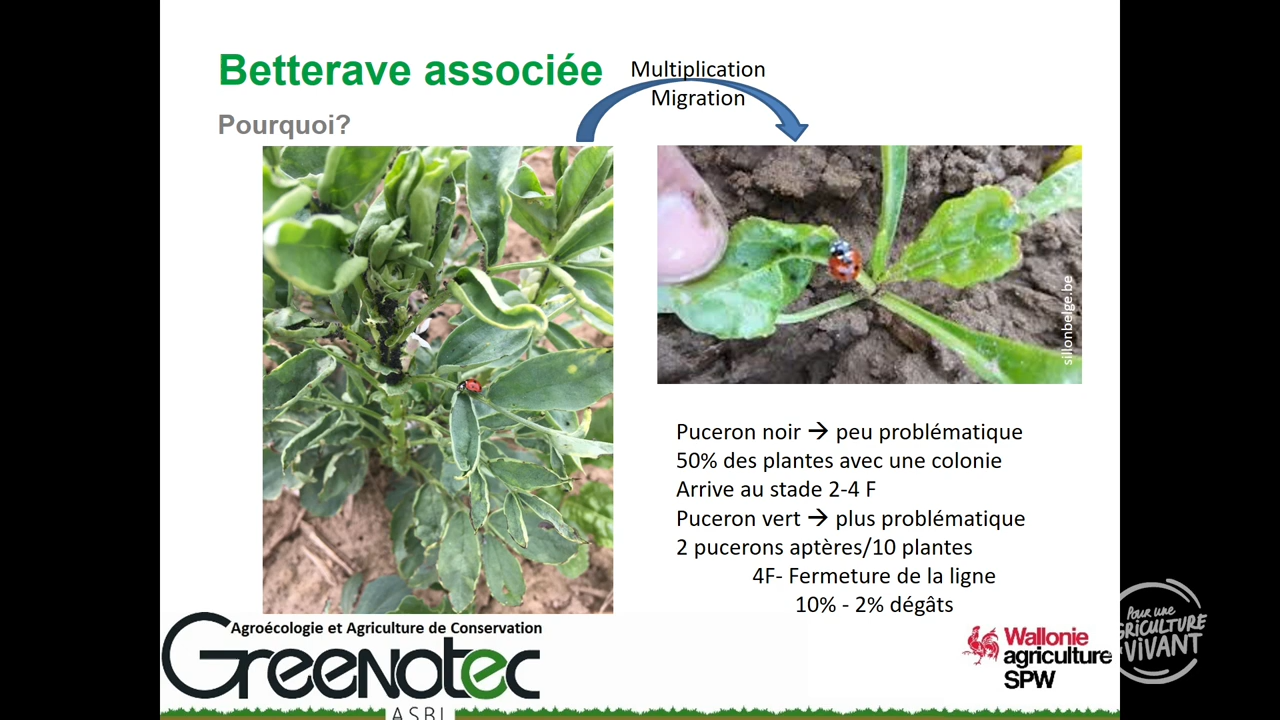 Betterave associée
Pourquoi?
Multiplication
Migration
sillonbelge.be
Puceron noir → peu problématique
50% des plantes avec une colonie
Arrive au stade 2-4 F
Puceron vert → plus problématique
2 pucerons aptères/10 plantes
4F- Fermeture de la ligne
10% - 2% dégâts
Agroécologie et Agriculture de Conservation
GREENOTEC
ASBL
Wallonie
agriculture
SPW
Pour une
AGRICULTURE
du VIVANT